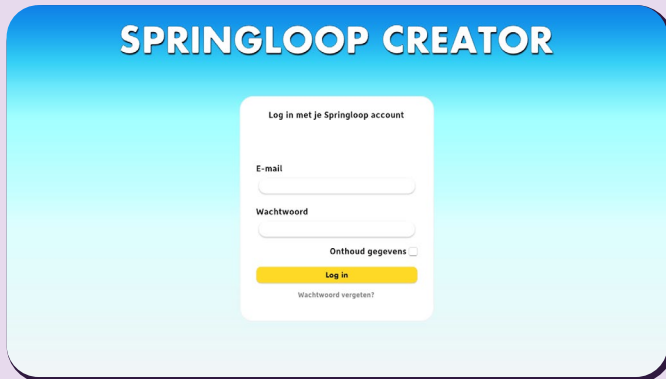 SPRINGLOOP CREATOR
Log in met je Springloop account
E-mail
Wachtwoord
Onthoud gegevens
Log in
Wachtwoord vergeten?